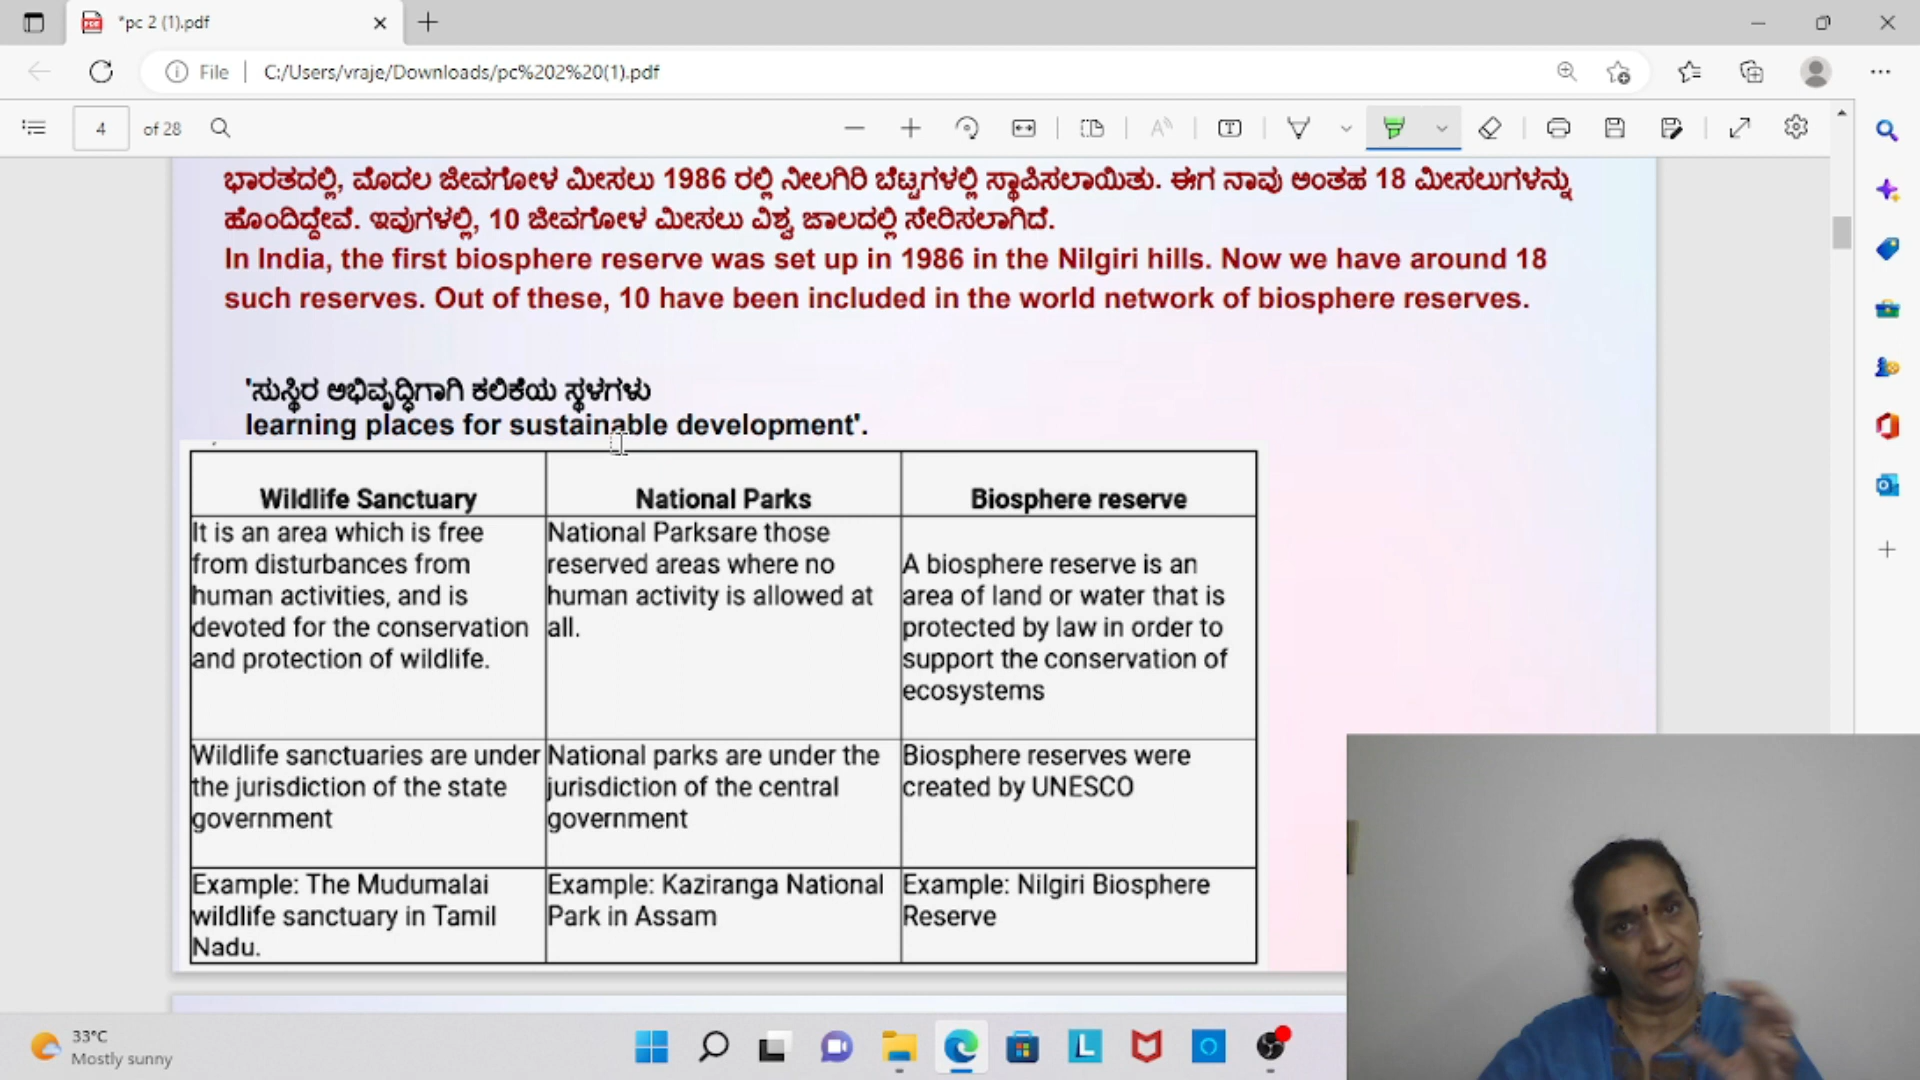 *pc 2 (1).pdf
File
C:/Users/vraje/Downloads/pc%202%20(1).pdf
4 of 28
ಭಾರತದಲ್ಲಿ, ಮೊದಲ ಜೀವಗೋಳ ಮೀಸಲು 1986 ರಲ್ಲಿ ನೀಲಗಿರಿ ಬೆಟ್ಟಗಳಲ್ಲಿ ಸ್ಥಾಪಿಸಲಾಯಿತು. ಈಗ ನಾವು ಅಂತಹ 18 ಮೀಸಲುಗಳನ್ನು
ಹೊಂದಿದ್ದೇವೆ. ಇವುಗಳಲ್ಲಿ, 10 ಜೀವಗೋಳ ಮೀಸಲು ವಿಶ್ವ ಜಾಲದಲ್ಲಿ ಸೇರಿಸಲಾಗಿದೆ.
In India, the first biosphere reserve was set up in 1986 in the Nilgiri hills. Now we have around 18
such reserves. Out of these, 10 have been included in the world network of biosphere reserves.
'ಸುಸ್ಥಿರ ಅಭಿವೃದ್ಧಿಗಾಗಿ ಕಲಿಕೆಯ ಸ್ಥಳಗಳು
learning places for sustainable development'.
Wildlife Sanctuary
National Parks
Biosphere reserve
It is an area which is free
from disturbances from
human activities, and is
devoted for the conservation
and protection of wildlife.
National Parksare those
reserved areas where no
human activity is allowed at
all.
A biosphere reserve is an
area of land or water that is
protected by law in order to
support the conservation of
ecosystems
Wildlife sanctuaries are under
the jurisdiction of the state
government
National parks are under the
jurisdiction of the central
government
Biosphere reserves were
created by UNESCO
Example: The Mudumalai
wildlife sanctuary in Tamil
Nadu.
Example: Kaziranga National
Park in Assam
Example: Nilgiri Biosphere
Reserve
33°C
Mostly sunny